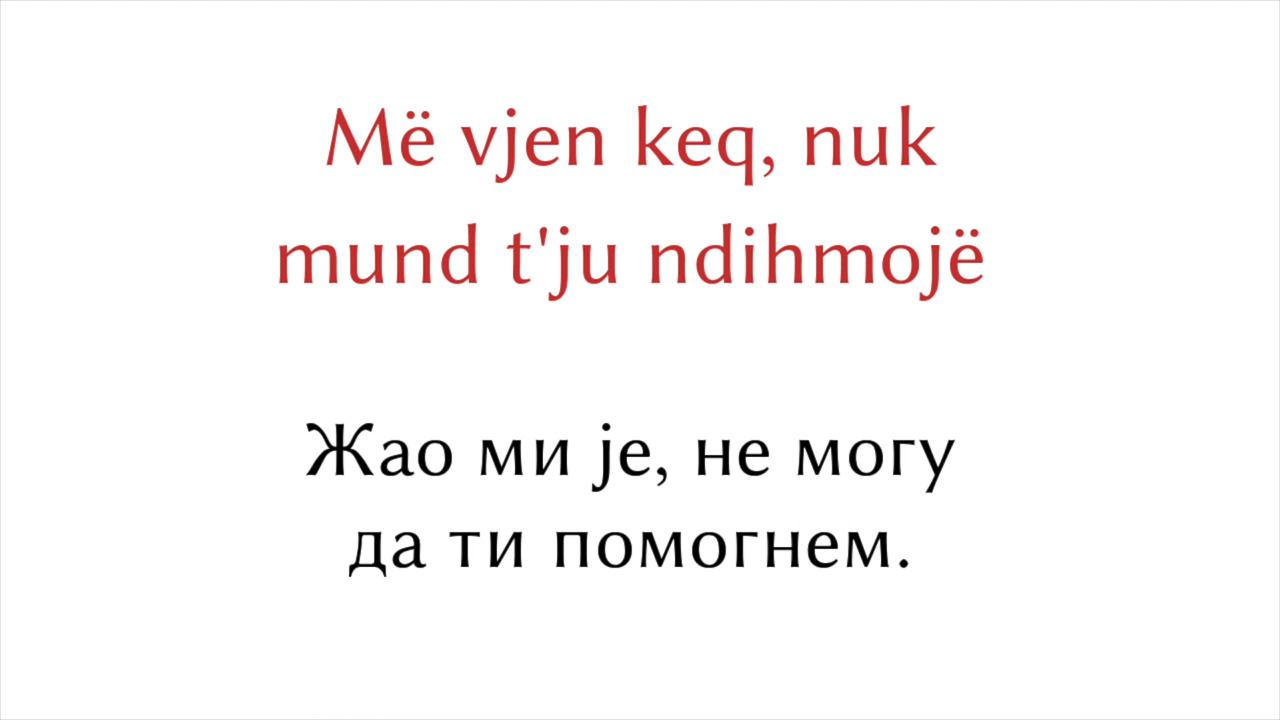 Më vjen keq, nuk
mund t'ju ndihmojë
Жао ми је, не могу
да ти помогнем.